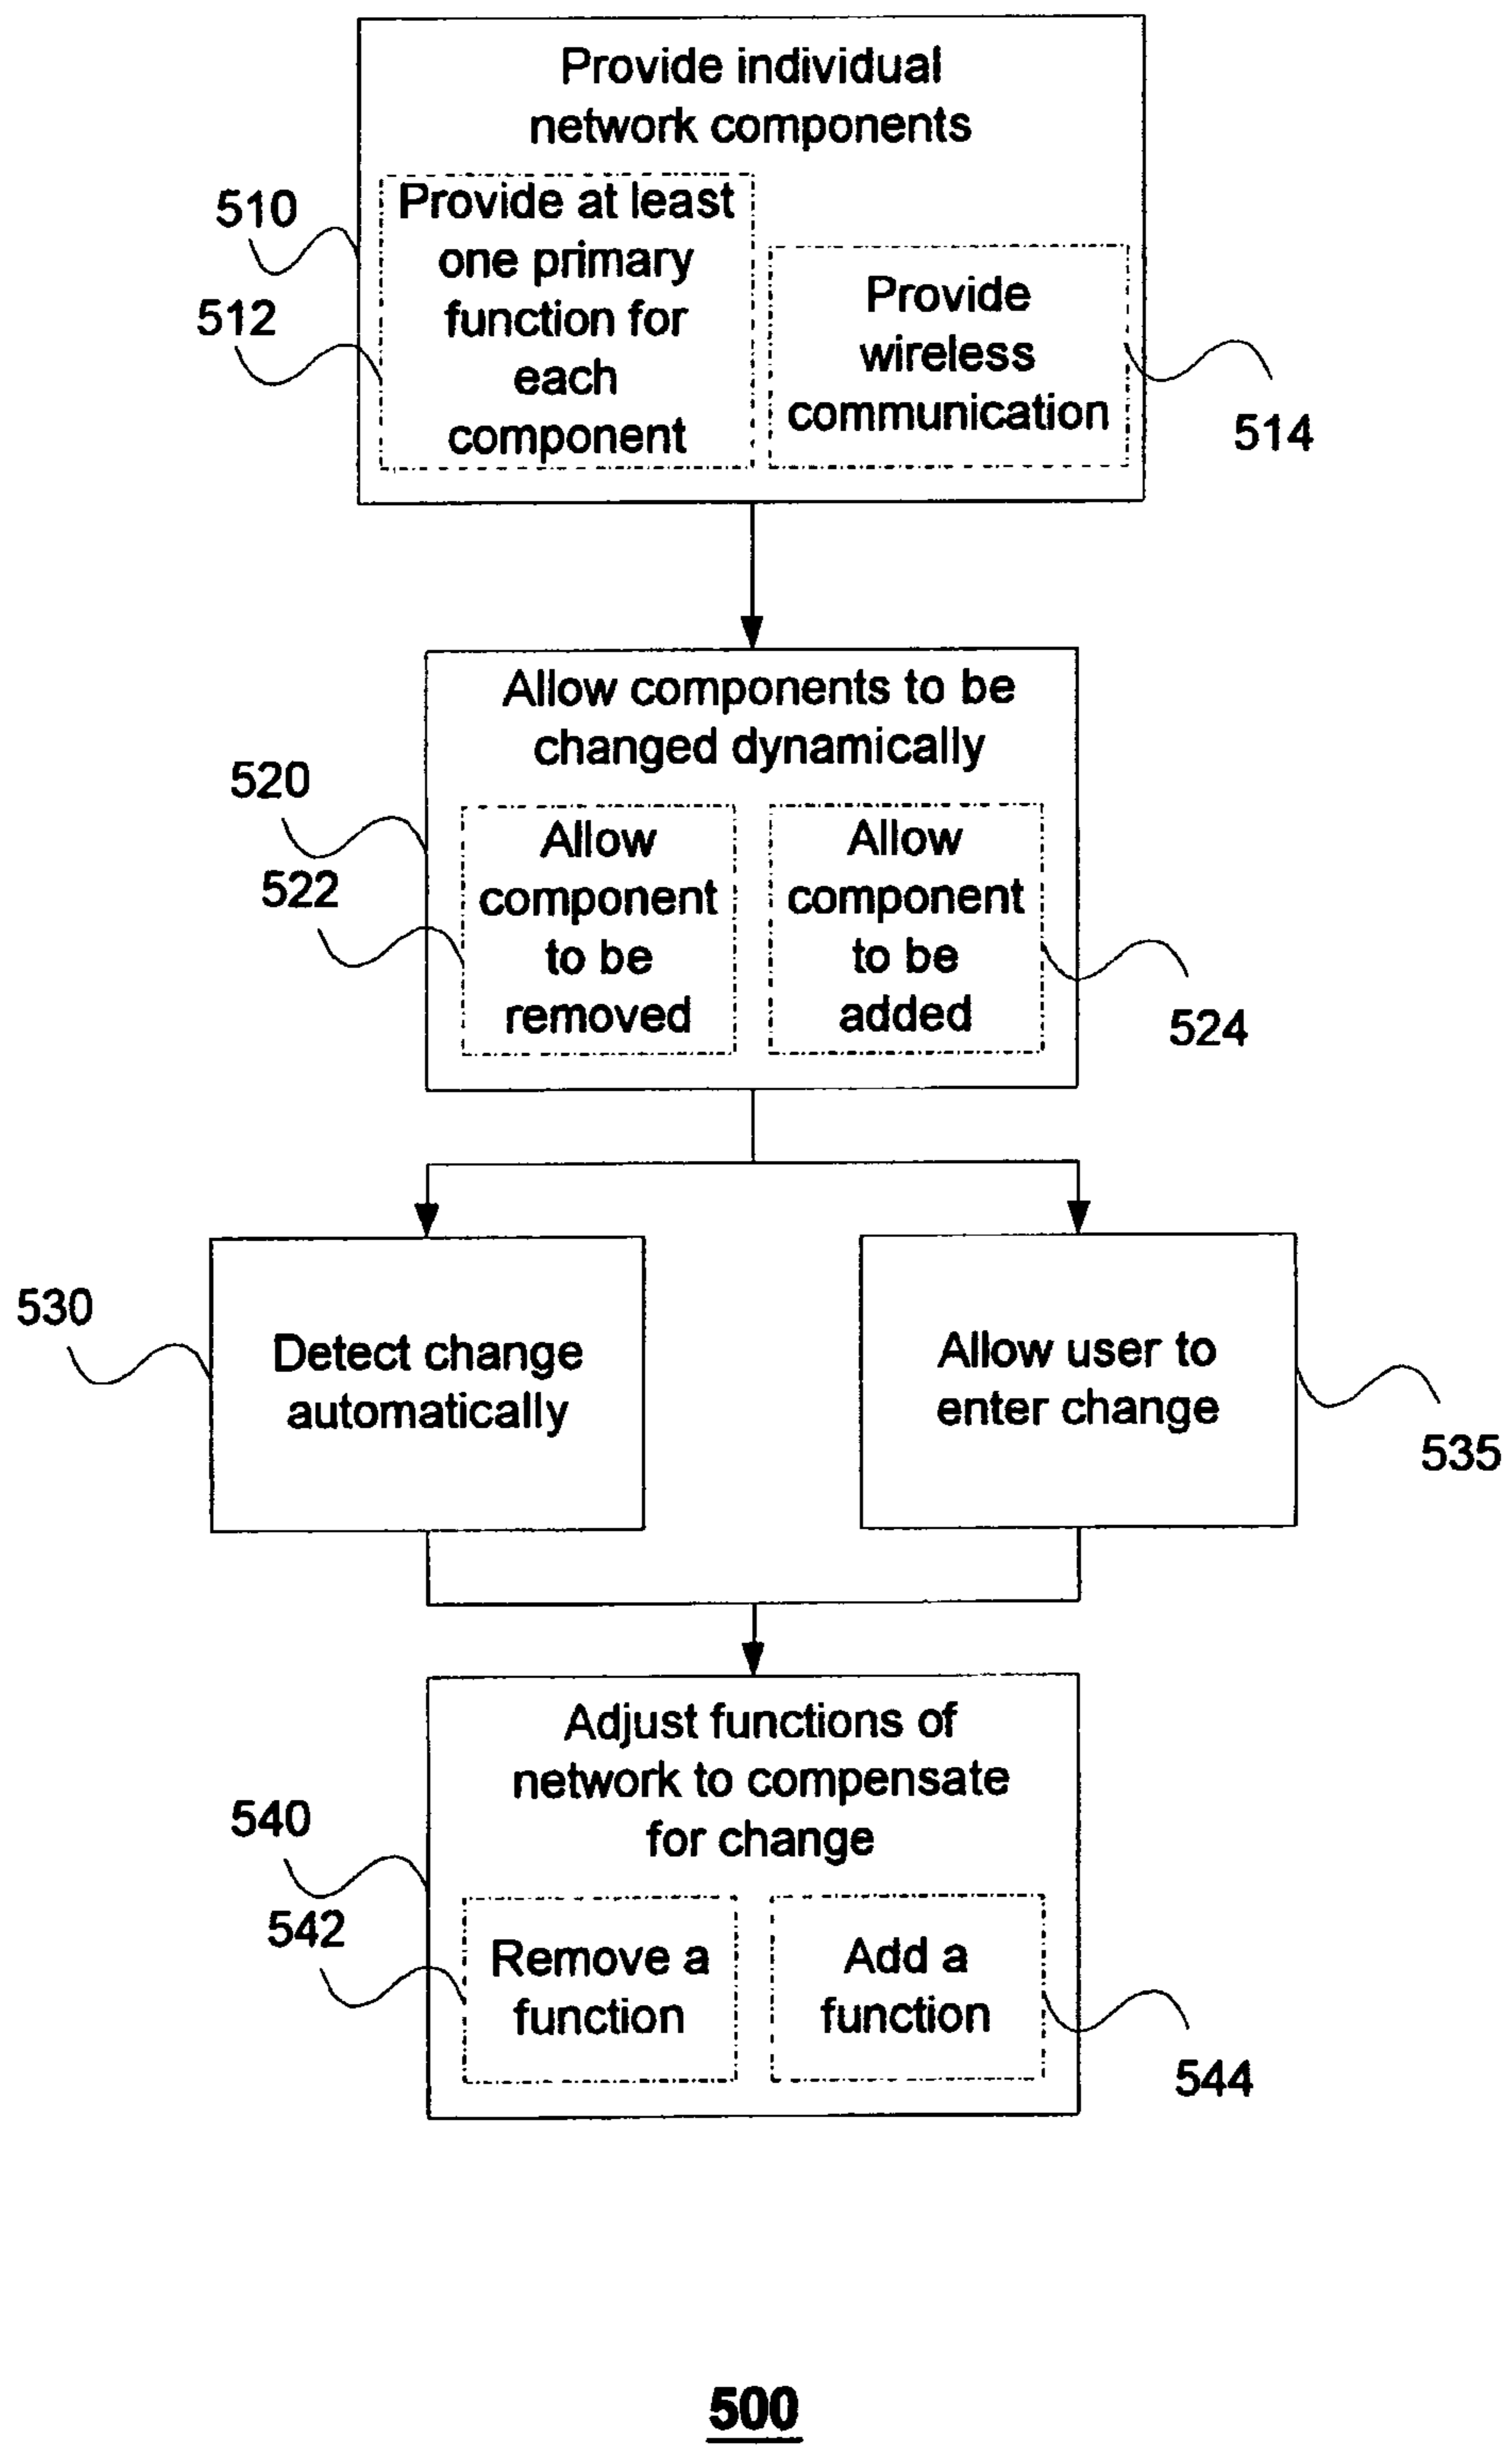 Provide individual
network components
510
Provide at least
one primary
function for
each
component
512
Provide
wireless
communication
514
Allow components to be
changed dynamically
520
Allow
component
to be
removed
522
Allow
component
to be
added
524
530
Detect change
automatically
Allow user to
enter change
535
Adjust functions of
network to compensate
for change
540
542
Remove a
function
Add a
function
544
500